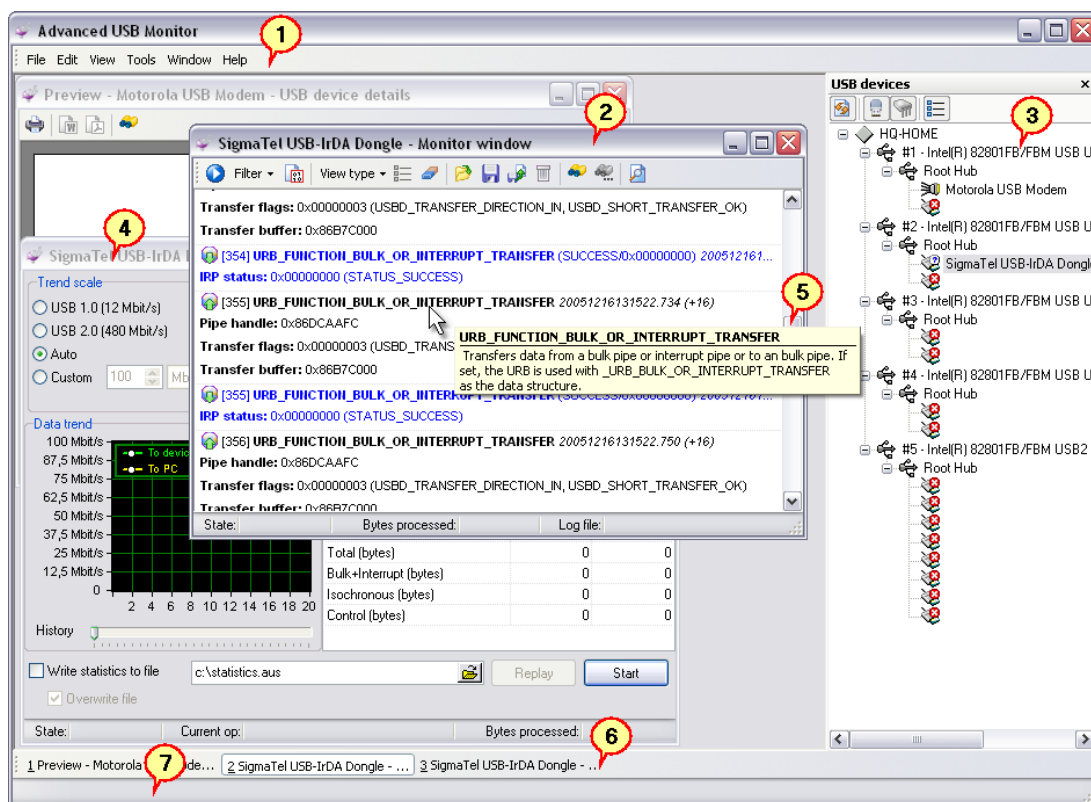 Advanced USB Monitor
1
File Edit View Tools Window Help
Preview - Motorola USB Modem - USB device details
2
SigmaTel USB-IrDA Dongle - Monitor window
Filter View type
Transfer flags: 0x00000003 (USBD_TRANSFER_DIRECTION_IN, USBD_SHORT_TRANSFER_OK)
Transfer buffer: 0x86B7C000
[354] URB_FUNCTION_BULK_OR_INTERRUPT_TRANSFER (SUCCESS/0x00000000) 200512161...
IRP status: 0x00000000 (STATUS_SUCCESS)
[355] URB_FUNCTION_BULK_OR_INTERRUPT_TRANSFER 20051216131522.734 (+16)
Pipe handle: 0x86DCAAFC
Transfer flags: 0x00000003 (USBD_TRANS
Transfer buffer: 0x86B7C000
[355] URB_FUNCTION_BULK_OR_INTERRUPT_TRANSFER (SUCCESS/0x00000000) 200512161...
IRP status: 0x00000000 (STATUS_SUCCESS)
[356] URB_FUNCTION_BULK_OR_INTERRUPT_TRANSFER 20051216131522.750 (+16)
Pipe handle: 0x86DCAAFC
Transfer flags: 0x00000003 (USBD_TRANSFER_DIRECTION_IN, USBD_SHORT_TRANSFER_OK)
Transfer buffer: 0x86B7C000
State: Bytes processed: Log file:
5
URB_FUNCTION_BULK_OR_INTERRUPT_TRANSFER
Transfers data from a bulk pipe or interrupt pipe or to an bulk pipe. If
set, the URB is used with _URB_BULK_OR_INTERRUPT_TRANSFER
as the data structure.
4
SigmaTel USB-IrDA
Trend scale
USB 1.0 (12 Mbit/s)
USB 2.0 (480 Mbit/s)
Auto
Custom 100 Mb
Data trend
100 Mbit/s
87,5 Mbit/s
75 Mbit/s
62,5 Mbit/s
50 Mbit/s
37,5 Mbit/s
25 Mbit/s
12,5 Mbit/s
0
To devic
To PC
2 4 6 8 10 12 14 16 18 20
History
Total (bytes) 0 0
Bulk+Interrupt (bytes) 0 0
Isochronous (bytes) 0 0
Control (bytes) 0 0
Write statistics to file c:\statistics.aus Replay Start
Overwrite file
State: Current op: Bytes processed:
6
USB devices
3
HQ-HOME
#1 - Intel(R) 82801FB/FBM USB U
Root Hub
Motorola USB Modem
#2 - Intel(R) 82801FB/FBM USB U
Root Hub
SigmaTel USB-IrDA Dongle
#3 - Intel(R) 82801FB/FBM USB U
Root Hub
#4 - Intel(R) 82801FB/FBM USB U
Root Hub
#5 - Intel(R) 82801FB/FBM USB2
Root Hub
1 Preview - Motorola de... 2 SigmaTel USB-IrDA Dongle - ... 3 SigmaTel USB-IrDA Dongle - ...
7